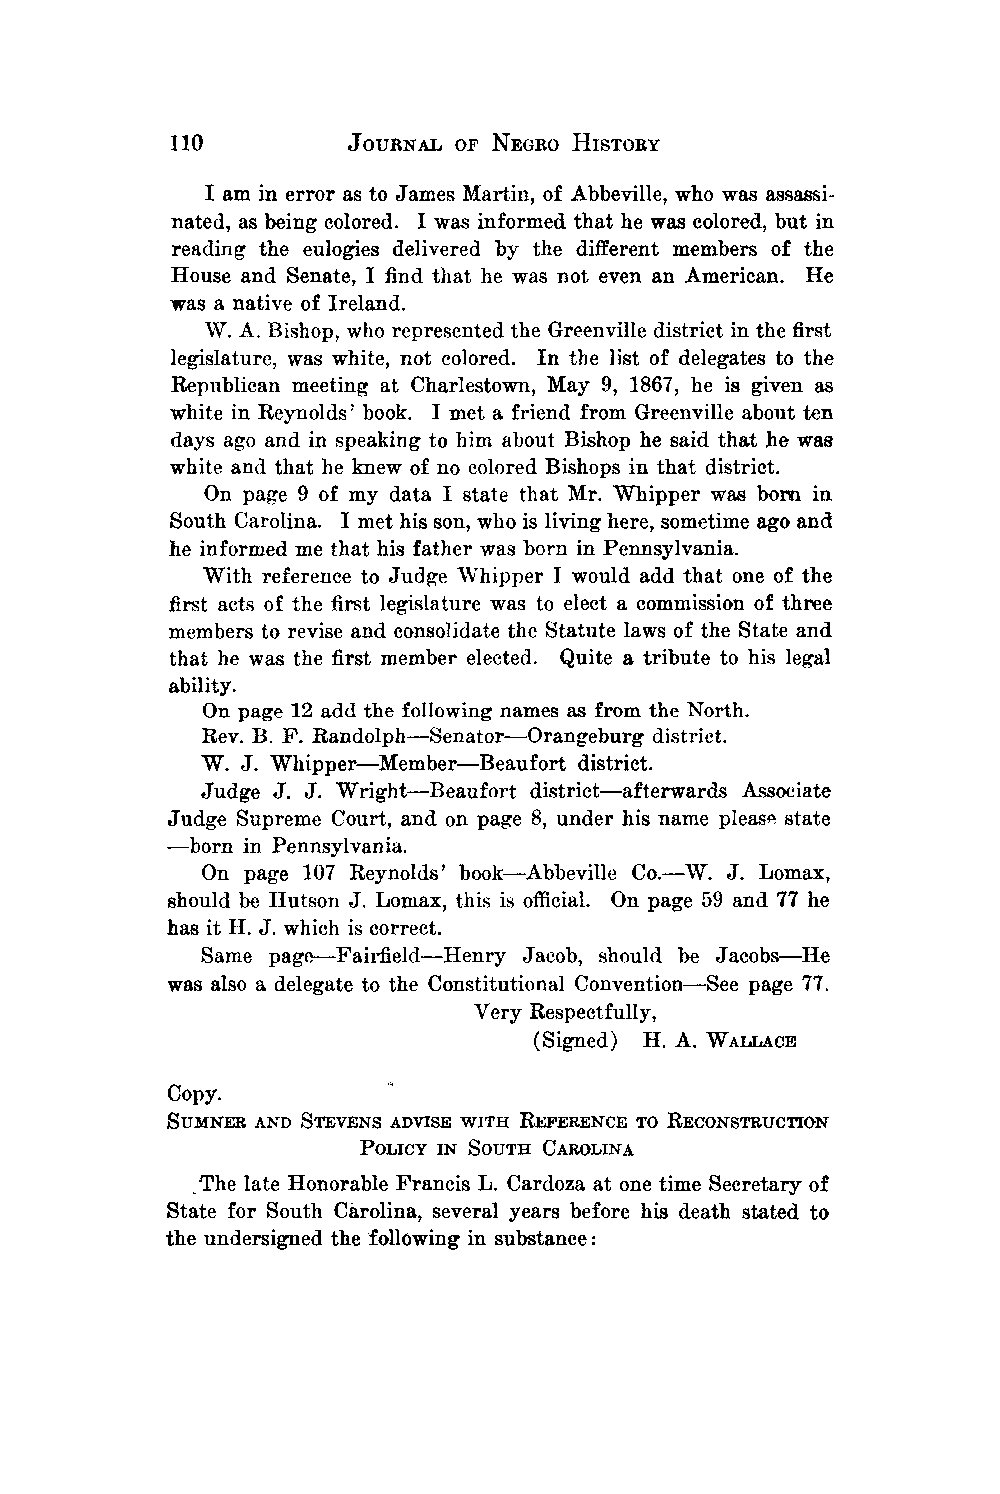 110 JOURNAL OF NEGRO HISTORY
I am in error as to James Martin, of Abbeville, who was assassi-
nated, as being colored. I was informed that he was colored, but in
reading the eulogies delivered by the different members of the
House and Senate, I find that he was not even an American. He
was a native of Ireland.
W. A. Bishop, who represented the Greenville district in the first
legislature, was white, not colored. In the list of delegates to the
Republican meeting at Charlestown, May 9, 1867, he is given as
white in Reynolds' book. I met a friend from Greenville about ten
days ago and in speaking to him about Bishop he said that he was
white and that he knew of no colored Bishops in that district.
On page 9 of my data I state that Mr. Whipper was born in
South Carolina. I met his son, who is living here, sometime ago and
he informed me that his father was born in Pennsylvania.
With reference to Judge Whipper I would add that one of the
first acts of the first legislature was to elect a commission of three
members to revise and consolidate the Statute laws of the State and
that he was the first member elected. Quite a tribute to his legal
ability.
On page 12 add the following names as from the North.
Rev. B. F. Randolph—Senator—Orangeburg district.
W. J. Whipper—Member—Beaufort district.
Judge J. J. Wright—Beaufort district—afterwards Associate
Judge Supreme Court, and on page 8, under his name please state
—born in Pennsylvania.
On page 107 Reynolds' book—Abbeville Co.—W. J. Lomax,
should be Hutson J. Lomax, this is official. On page 59 and 77 he
has it H. J. which is correct.
Same page—Fairfield—Henry Jacob, should be Jacobs—He
was also a delegate to the Constitutional Convention—See page 77.
Very Respectfully,
(Signed) H. A. WALLACE
Copy.
SUMNER AND STEVENS ADVISE WITH REFERENCE TO RECONSTRUCTION
POLICY IN SOUTH CAROLINA
The late Honorable Francis L. Cardoza at one time Secretary of
State for South Carolina, several years before his death stated to
the undersigned the following in substance: